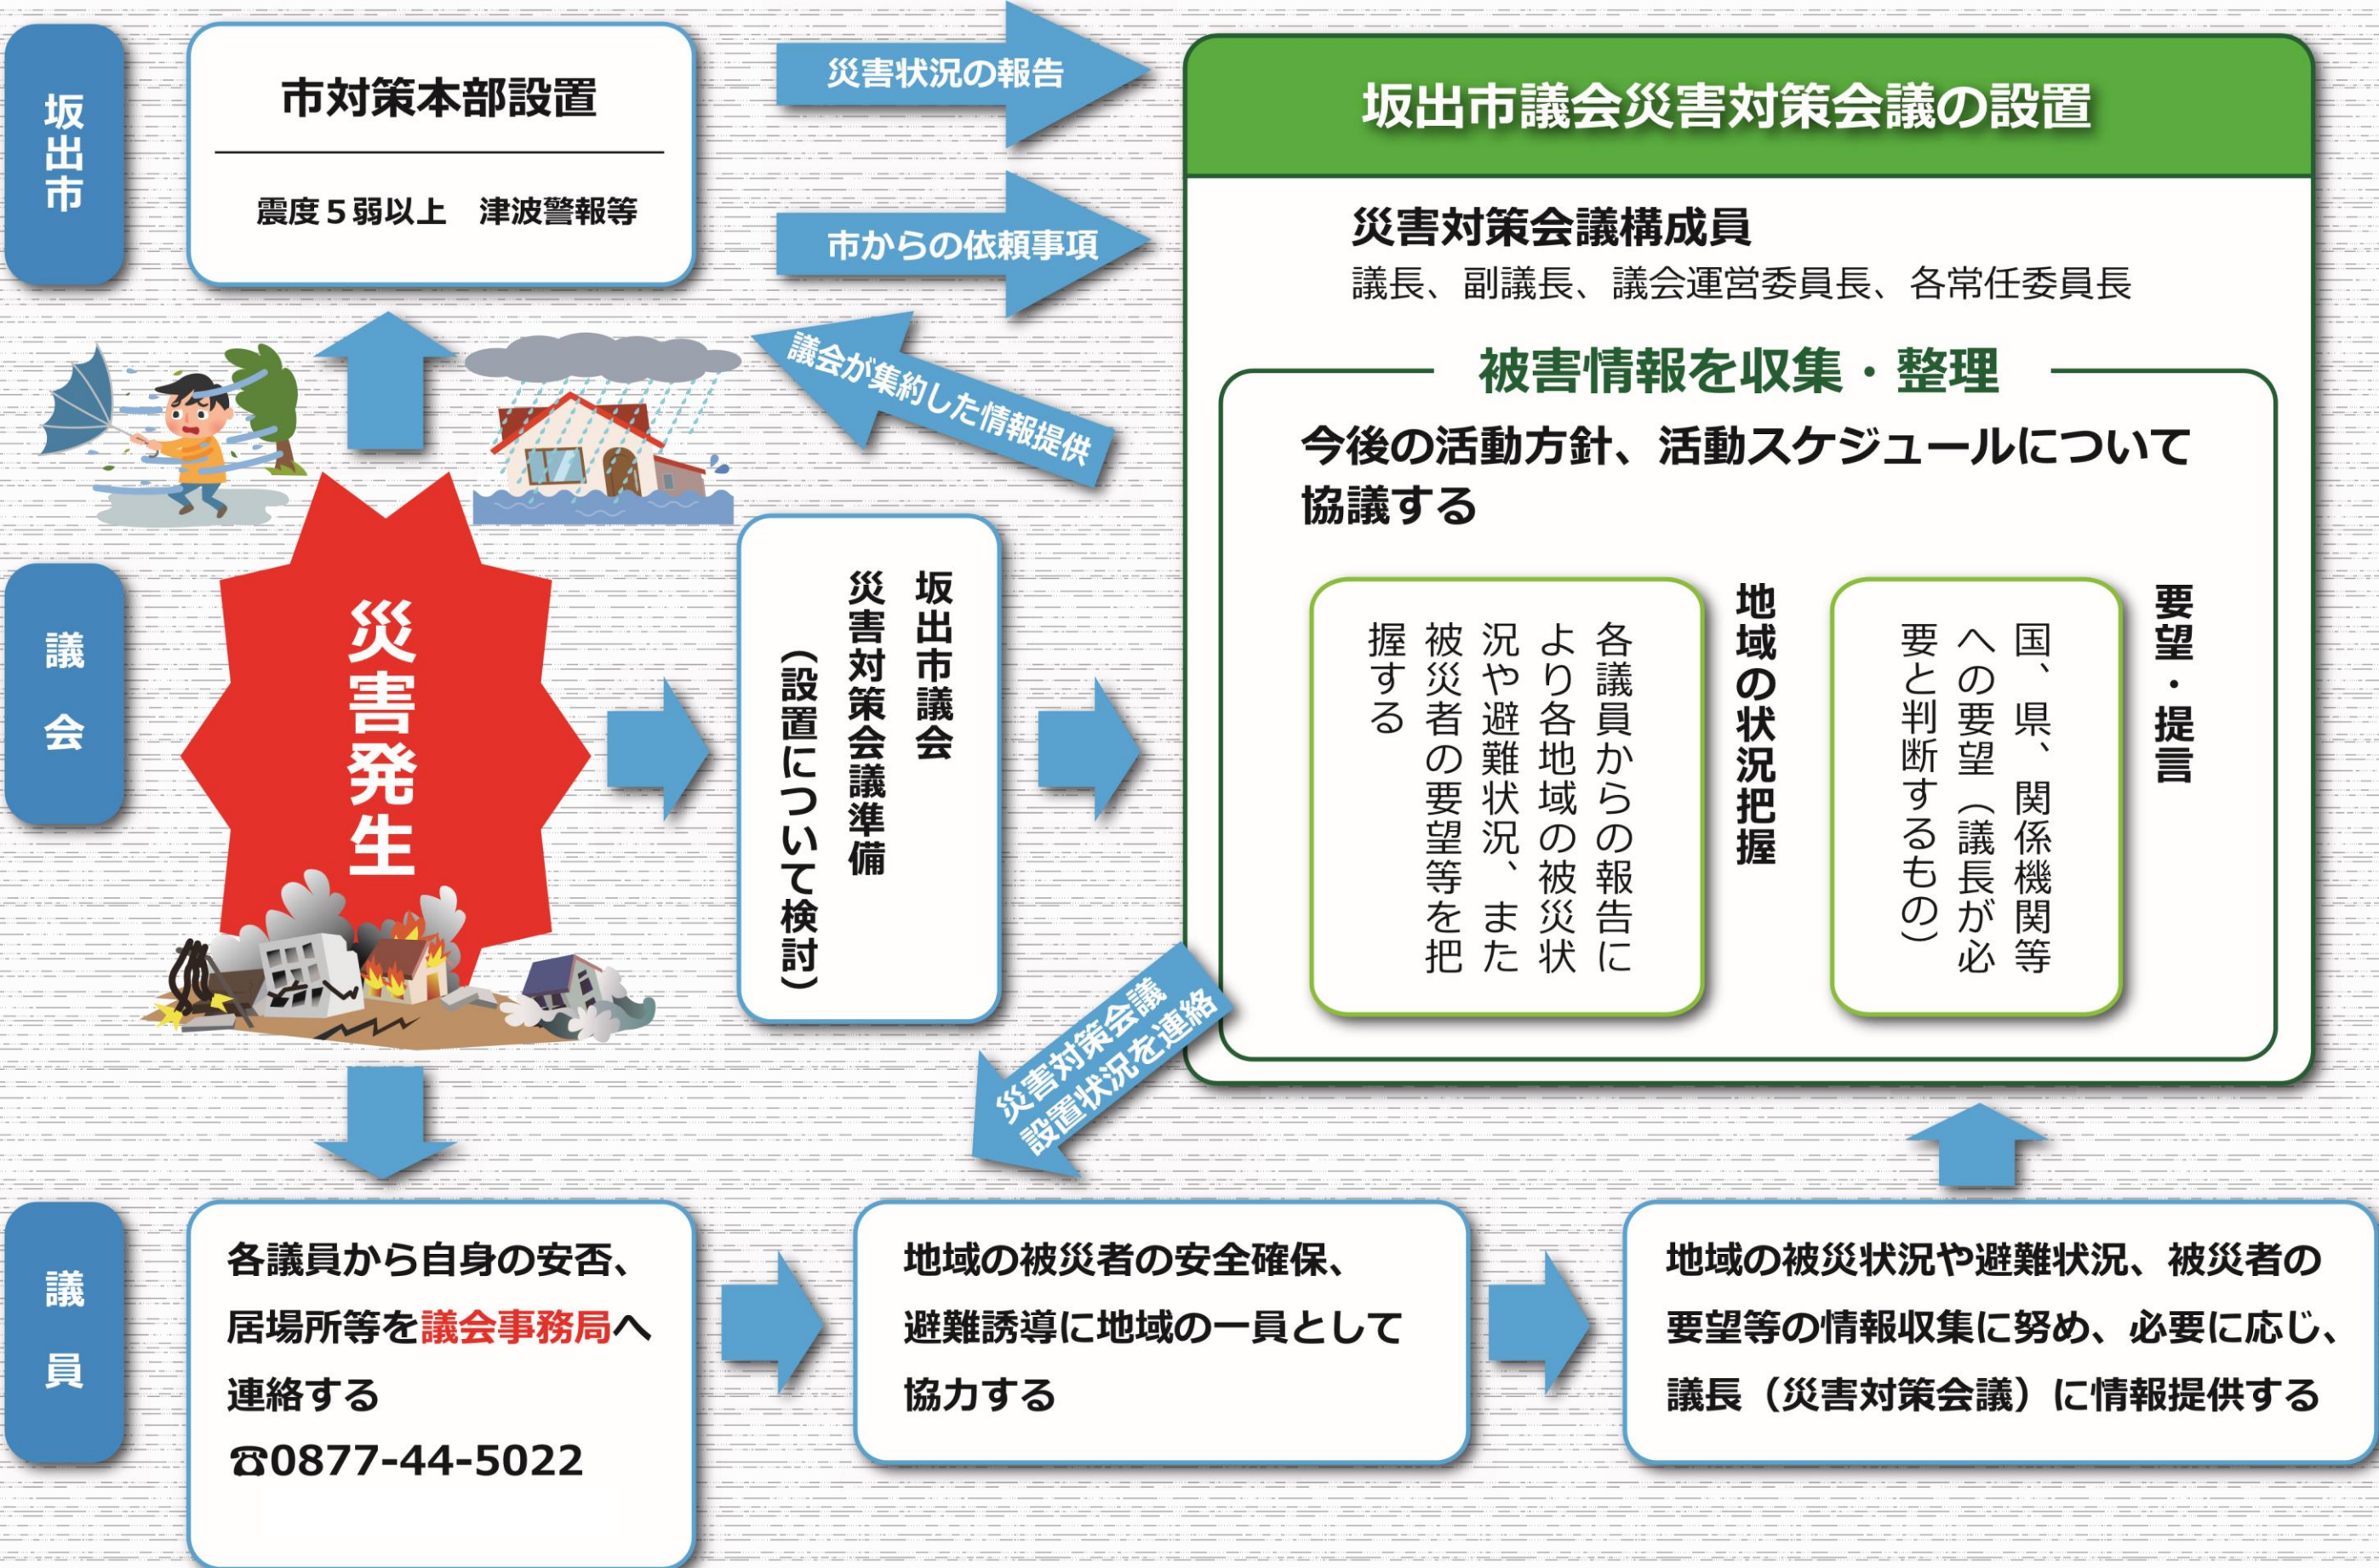 坂出市
市対策本部設置
震度5弱以上　津波警報等
災害状況の報告
市からの依頼事項
議会が集約した情報提供
坂出市議会災害対策会議の設置
災害対策会議構成員
議長、副議長、議会運営委員長、各常任委員長
被害情報を収集・整理
今後の活動方針、活動スケジュールについて
協議する
要望・提言
国、県、関係機関等
への要望（議長が必
要と判断するもの）
地域の状況把握
各議員からの報告に
より各地域の被災状
況や避難状況、また
被災者の要望等を把
握する
議会
災害発生
坂出市議会
災害対策会議準備
（設置について検討）
災害対策会議
設置状況を連絡
議員
各議員から自身の安否、
居場所等を議会事務局へ
連絡する
☎0877-44-5022
地域の被災者の安全確保、
避難誘導に地域の一員として
協力する
地域の被災状況や避難状況、被災者の
要望等の情報収集に努め、必要に応じ、
議長（災害対策会議）に情報提供する